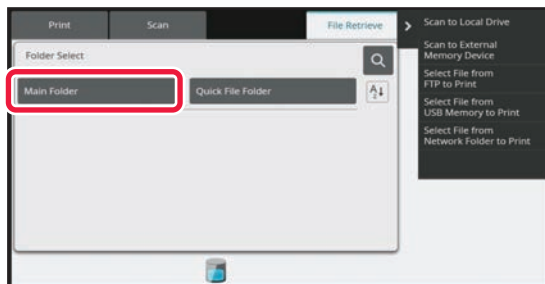 Print
Scan
File Retrieve
Folder Select
Main Folder
Quick File Folder
Scan to Local Drive
Scan to External
Memory Device
Select File from
FTP to Print
Select File from
USB Memory to Print
Select File from
Network Folder to Print